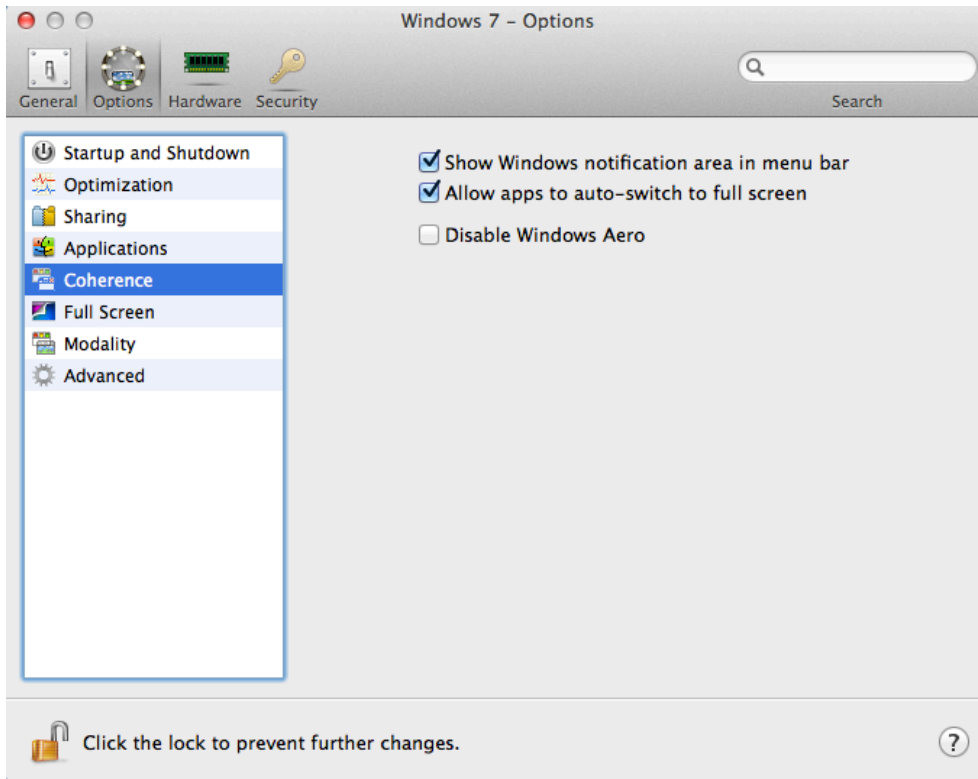 Windows 7 – Options
General Options Hardware Security
Search
Startup and Shutdown
Optimization
Sharing
Applications
Coherence
Full Screen
Modality
Advanced
Show Windows notification area in menu bar
Allow apps to auto-switch to full screen
Disable Windows Aero
Click the lock to prevent further changes.
?